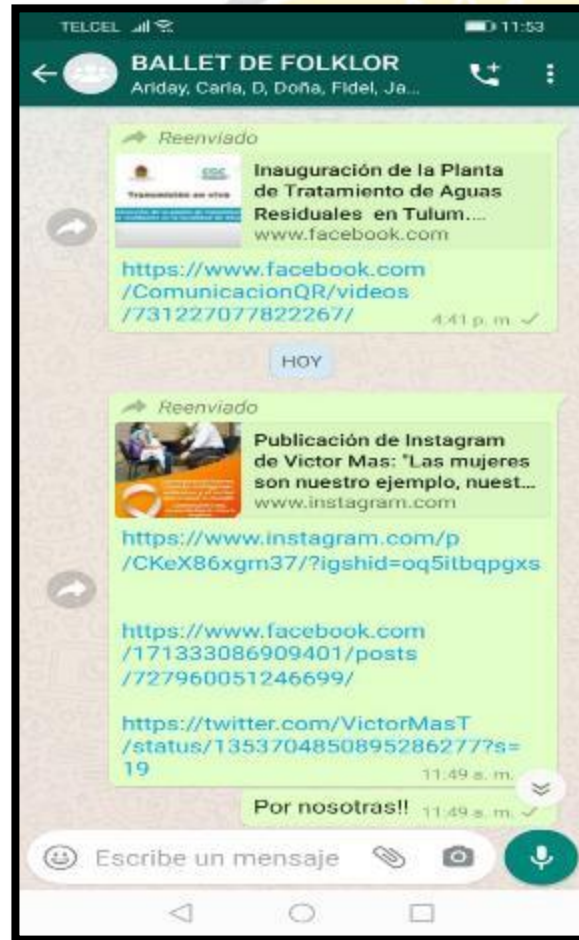 TELCEL 11:53
BALLET DE FOLKLOR
Ariday, Carla, D, Doña, Fidel, Ja...
Reenviado
Transmisión en vivo
Inauguración de la Planta
de Tratamiento de Aguas
Residuales en Tulum....
www.facebook.com
https://www.facebook.com
/ComunicacionQR/videos
/731227077822267/
4:41 p. m.
HOY
Reenviado
Publicación de Instagram
de Victor Mas: "Las mujeres
son nuestro ejemplo, nuest...
www.instagram.com
https://www.instagram.com/p
/CKeX86xgm37/?igshid=oq5itbqpgxs
https://www.facebook.com
/171333086909401/posts
/727960051246699/
https://twitter.com/VictorMasT
/status/1353704850895286277?s=
19
11:49 a. m.
Por nosotras!! 11:49 a. m.
Escribe un mensaje